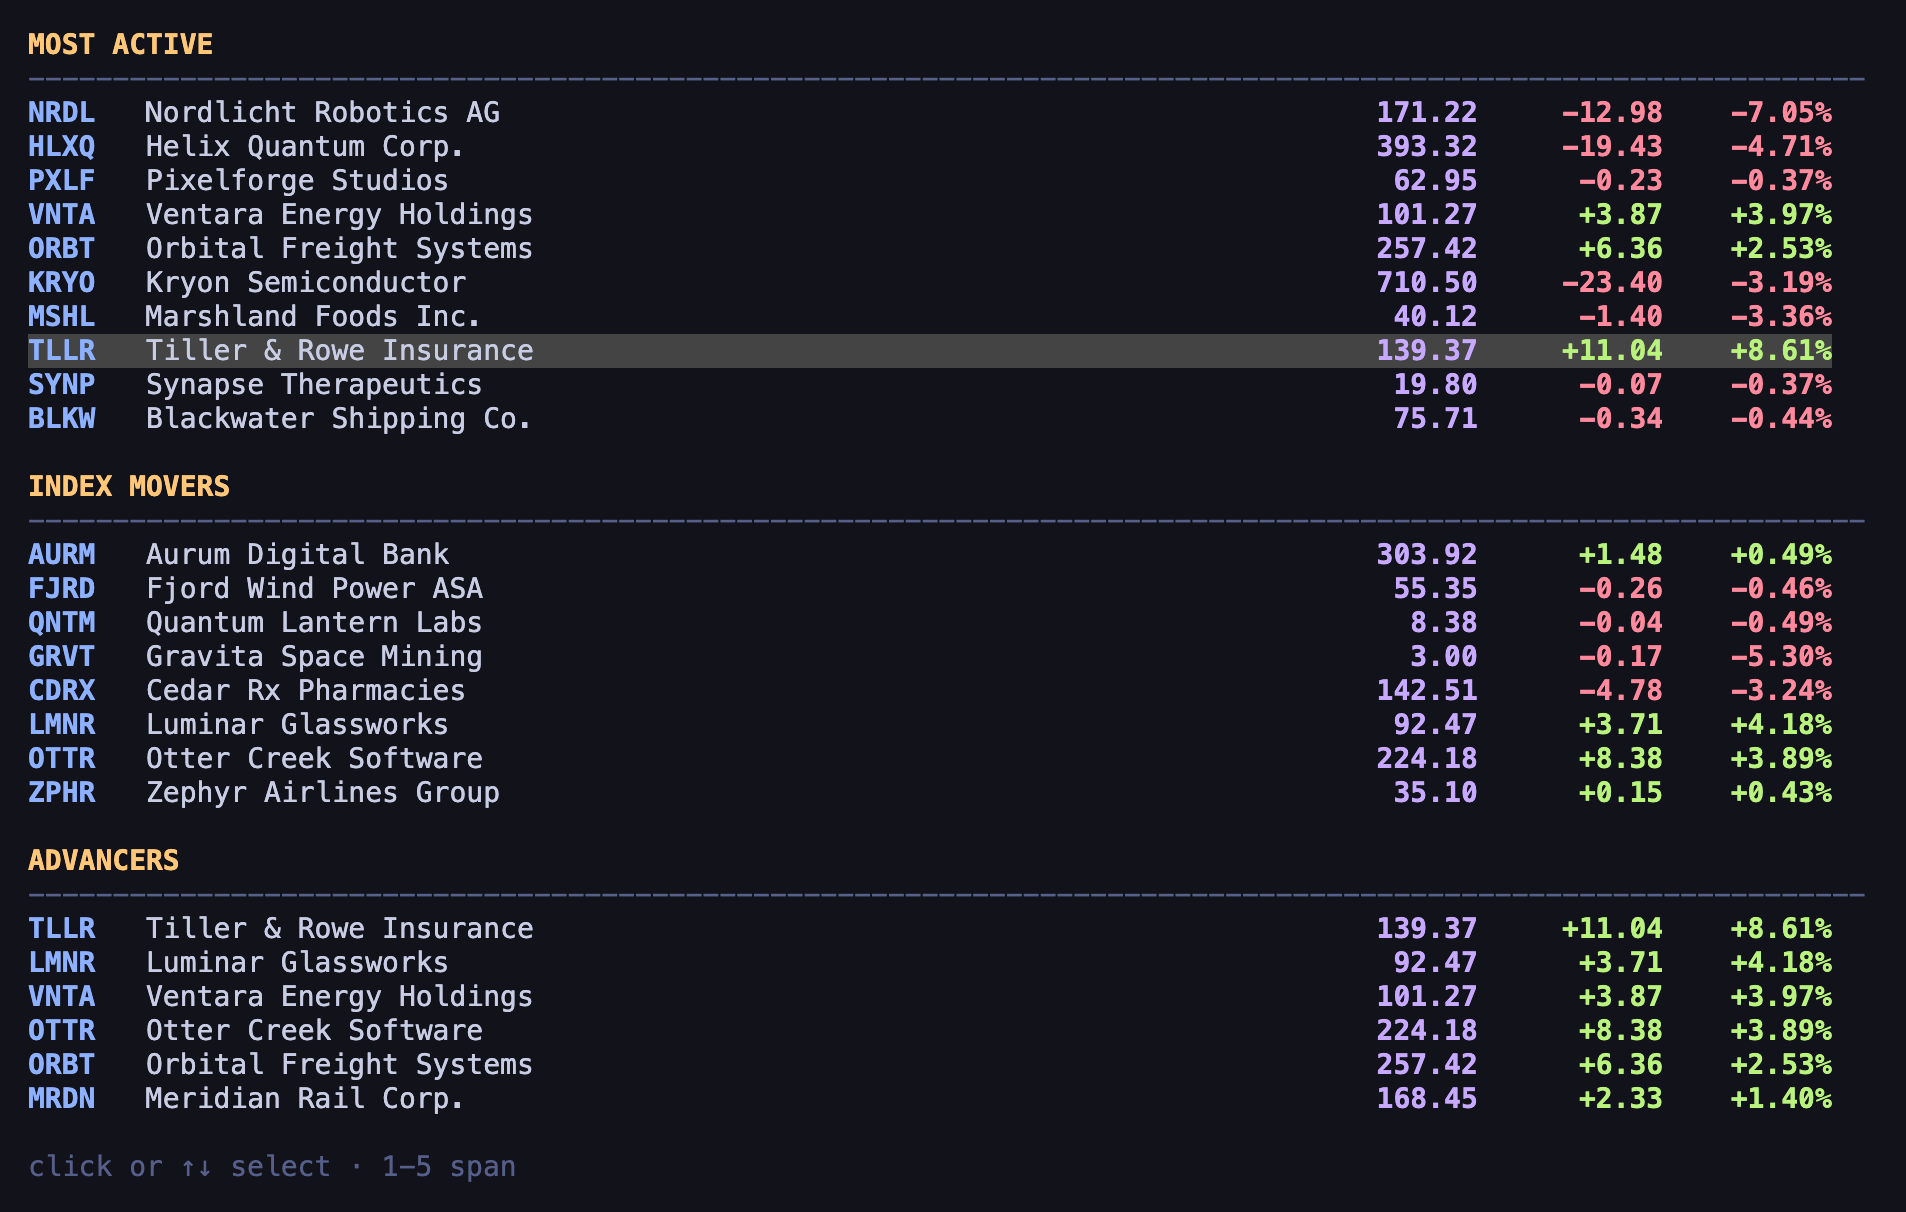 MOST ACTIVE
NRDL Nordlicht Robotics AG 171.22 −12.98 −7.05%
HLXQ Helix Quantum Corp. 393.32 −19.43 −4.71%
PXLF Pixelforge Studios 62.95 −0.23 −0.37%
VNTA Ventara Energy Holdings 101.27 +3.87 +3.97%
ORBT Orbital Freight Systems 257.42 +6.36 +2.53%
KRYO Kryon Semiconductor 710.50 −23.40 −3.19%
MSHL Marshland Foods Inc. 40.12 −1.40 −3.36%
TLLR Tiller & Rowe Insurance 139.37 +11.04 +8.61%
SYNP Synapse Therapeutics 19.80 −0.07 −0.37%
BLKW Blackwater Shipping Co. 75.71 −0.34 −0.44%
INDEX MOVERS
AURM Aurum Digital Bank 303.92 +1.48 +0.49%
FJRD Fjord Wind Power ASA 55.35 −0.26 −0.46%
QNTM Quantum Lantern Labs 8.38 −0.04 −0.49%
GRVT Gravita Space Mining 3.00 −0.17 −5.30%
CDRX Cedar Rx Pharmacies 142.51 −4.78 −3.24%
LMNR Luminar Glassworks 92.47 +3.71 +4.18%
OTTR Otter Creek Software 224.18 +8.38 +3.89%
ZPHR Zephyr Airlines Group 35.10 +0.15 +0.43%
ADVANCERS
TLLR Tiller & Rowe Insurance 139.37 +11.04 +8.61%
LMNR Luminar Glassworks 92.47 +3.71 +4.18%
VNTA Ventara Energy Holdings 101.27 +3.87 +3.97%
OTTR Otter Creek Software 224.18 +8.38 +3.89%
ORBT Orbital Freight Systems 257.42 +6.36 +2.53%
MRDN Meridian Rail Corp. 168.45 +2.33 +1.40%
click or ↑↓ select · 1–5 span